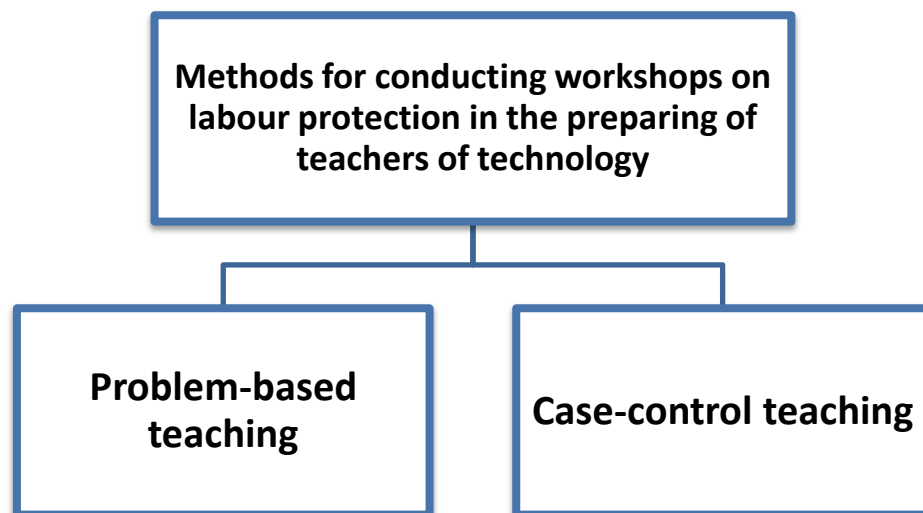 Methods for conducting workshops on
labour protection in the preparing of
teachers of technology
Problem-based
teaching
Case-control teaching